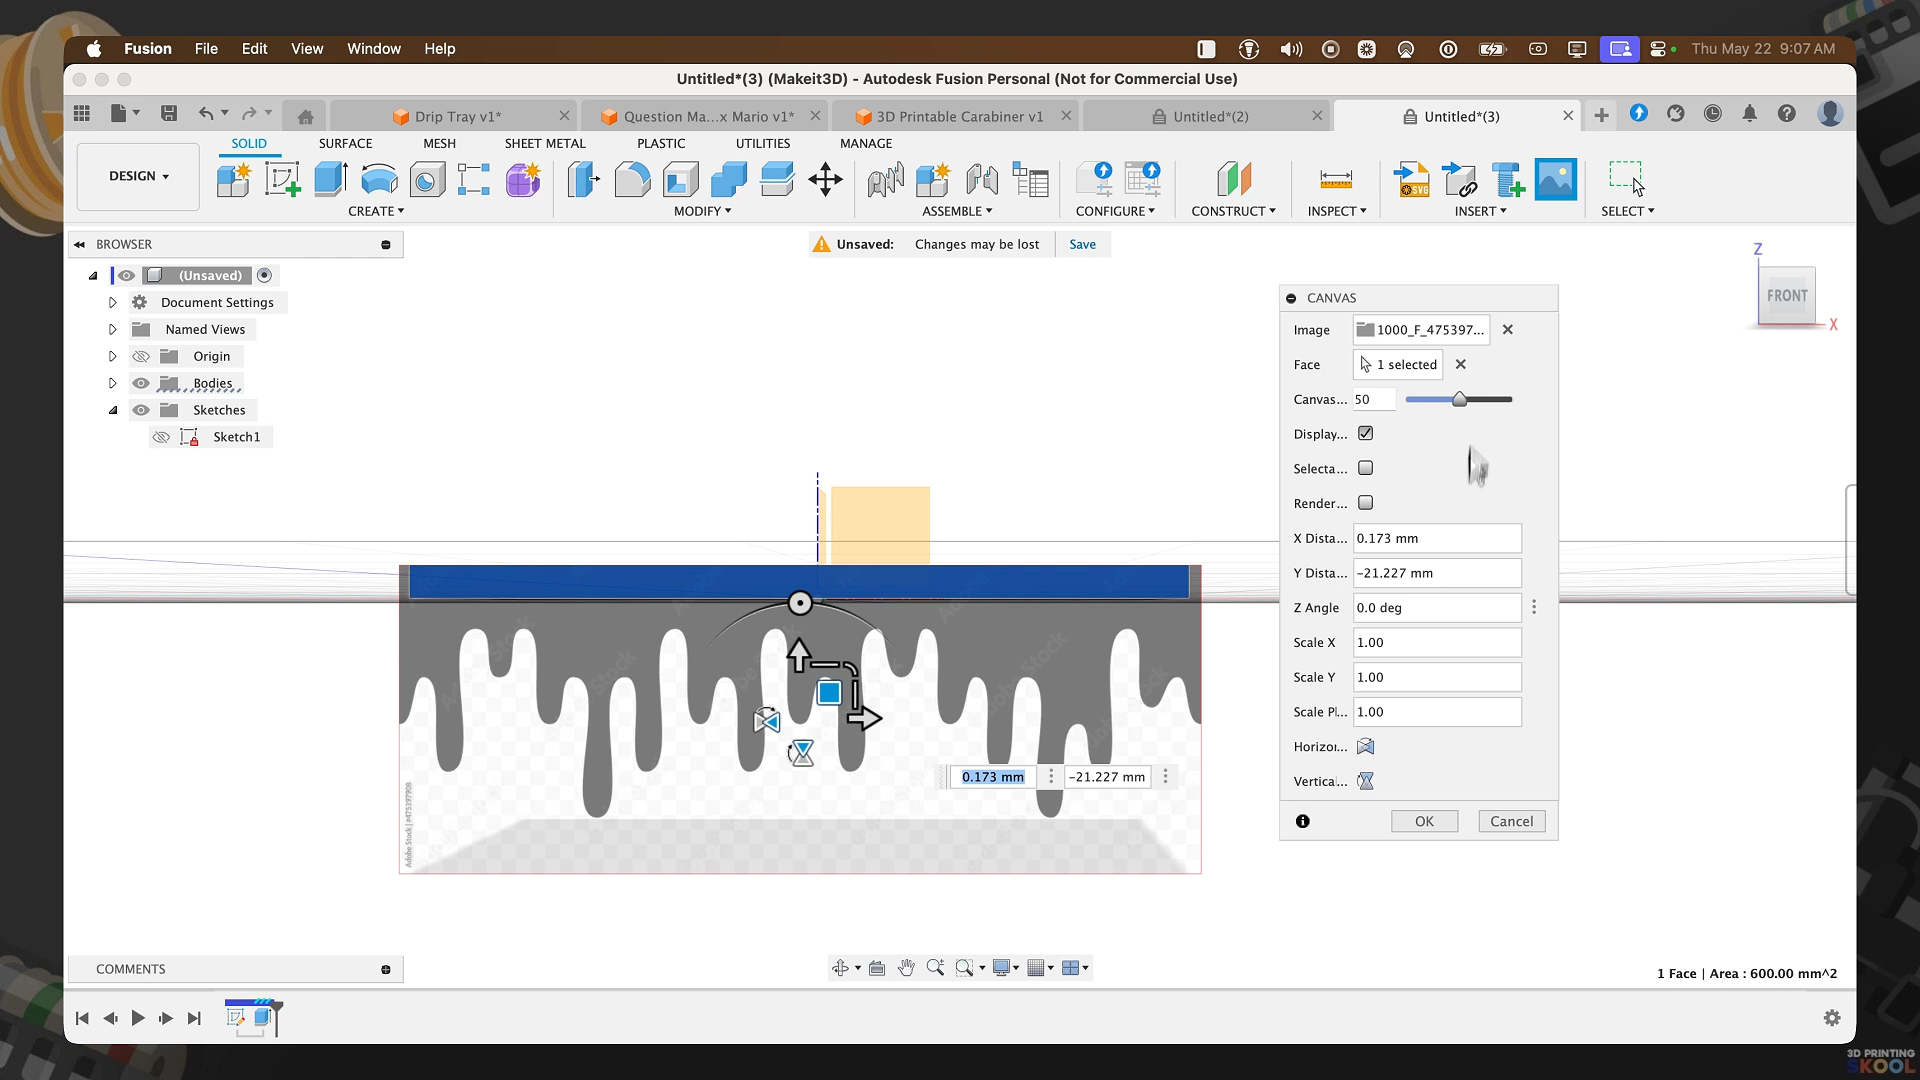 Fusion File Edit View Window Help Thu May 22 9:07 AM
Untitled*(3) (Makeit3D) - Autodesk Fusion Personal (Not for Commercial Use)
Drip Tray v1* Question Ma...x Mario v1* 3D Printable Carabiner v1 Untitled*(2) Untitled*(3)
SOLID SURFACE MESH SHEET METAL PLASTIC UTILITIES MANAGE
DESIGN
SVG
CREATE MODIFY ASSEMBLE CONFIGURE CONSTRUCT INSPECT INSERT SELECT
BROWSER
Unsaved: Changes may be lost Save
(Unsaved)
Document Settings
Named Views
Origin
Bodies
Sketches
Sketch1
Z
FRONT
X
CANVAS
Image 1000_F_475397...
Face 1 selected
Canvas... 50
Display...
Selecta...
Render...
X Dista... 0.173 mm
Y Dista... -21.227 mm
Z Angle 0.0 deg
Scale X 1.00
Scale Y 1.00
Scale Pl... 1.00
Horizo...
Vertica...
OK Cancel
0.173 mm -21.227 mm
Adobe Stock | #475397908
COMMENTS
1 Face | Area : 600.00 mm^2
3D PRINTING
SKOOL